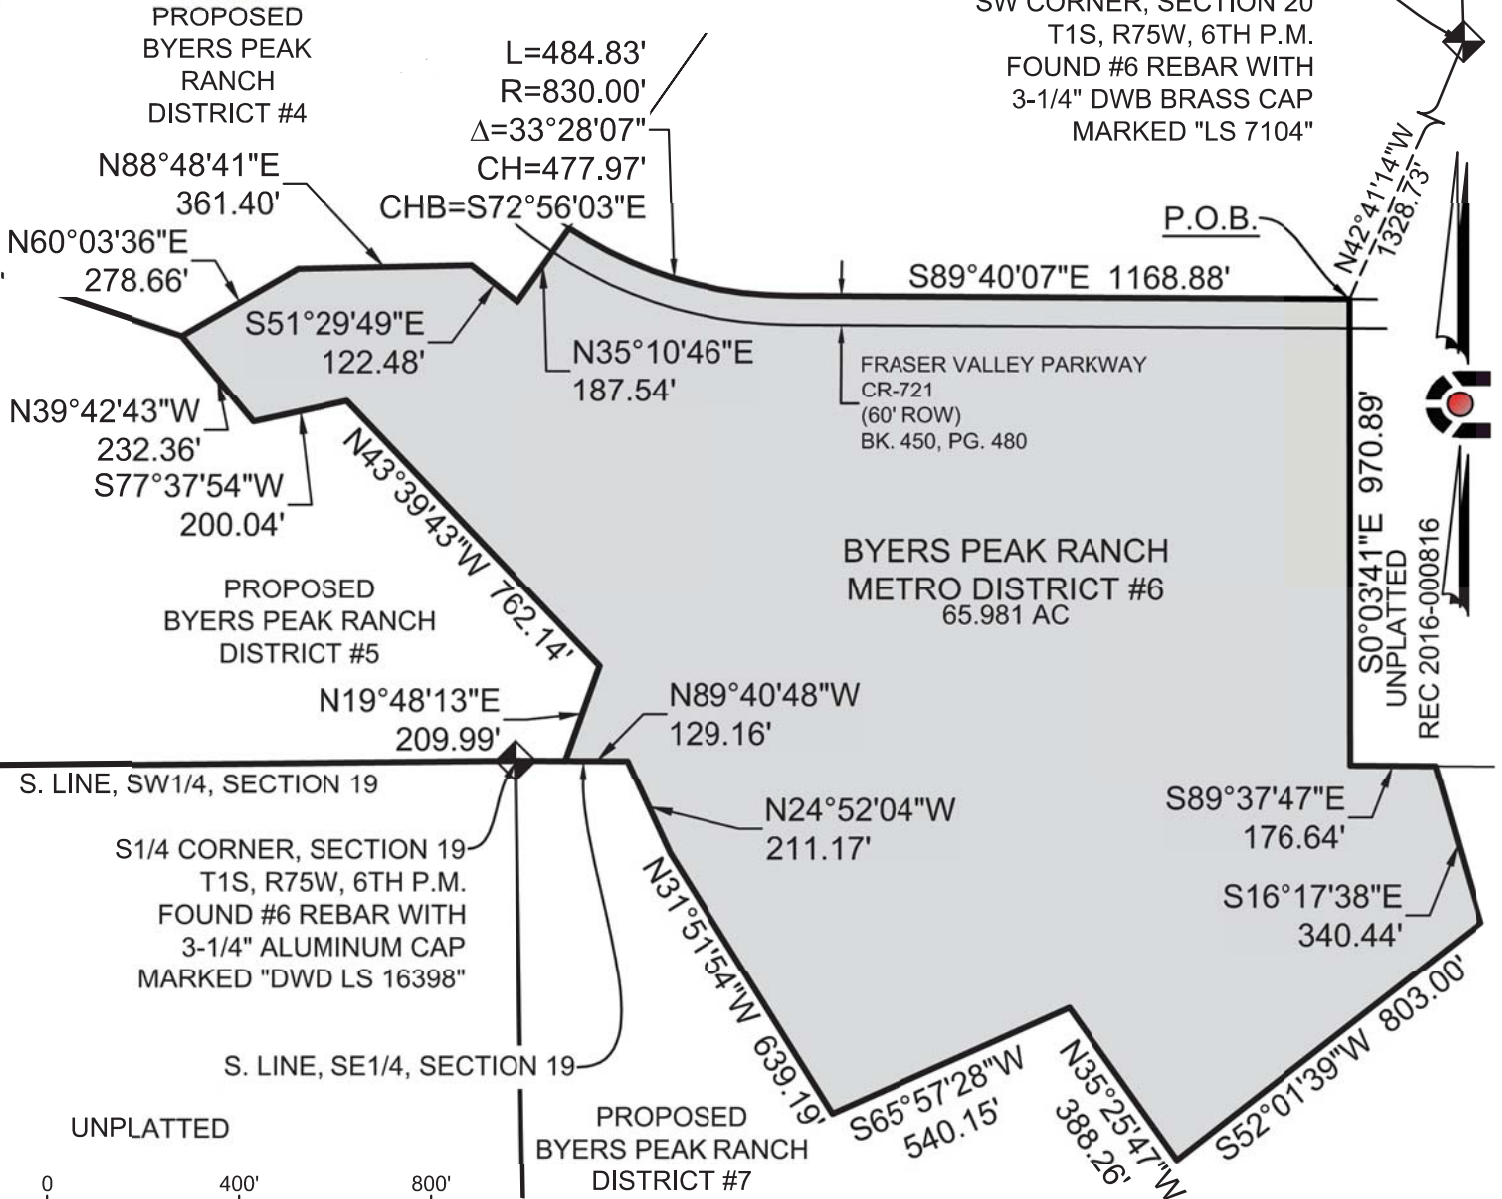 PROPOSED
BYERS PEAK
RANCH
DISTRICT #4
L=484.83'
R=830.00'
Δ=33°28'07"
CH=477.97'
CHB=S72°56'03"E
SW CORNER, SECTION 20
T1S, R75W, 6TH P.M.
FOUND #6 REBAR WITH
3-1/4" DWB BRASS CAP
MARKED "LS 7104"
N42°41'14"W
1328.73'
P.O.B.
N88°48'41"E
361.40'
N60°03'36"E
278.66'
S51°29'49"E
122.48'
N35°10'46"E
187.54'
S89°40'07"E 1168.88'
FRASER VALLEY PARKWAY
CR-721
(60' ROW)
BK. 450, PG. 480
N39°42'43"W
232.36'
S77°37'54"W
200.04'
N43°39'43"W 762.14'
PROPOSED
BYERS PEAK RANCH
DISTRICT #5
BYERS PEAK RANCH
METRO DISTRICT #6
65.981 AC
S0°03'41"E 970.89'
UNPLATTED
REC 2016-000816
N19°48'13"E
209.99'
N89°40'48"W
129.16'
S. LINE, SW1/4, SECTION 19
N24°52'04"W
211.17'
S89°37'47"E
176.64'
S1/4 CORNER, SECTION 19
T1S, R75W, 6TH P.M.
FOUND #6 REBAR WITH
3-1/4" ALUMINUM CAP
MARKED "DWD LS 16398"
S16°17'38"E
340.44'
N31°51'54"W 639.19'
S. LINE, SE1/4, SECTION 19
S65°57'28"W
540.15'
N35°25'47"W
388.26'
S52°01'39"W 803.00'
UNPLATTED
PROPOSED
BYERS PEAK RANCH
DISTRICT #7
0 400' 800'